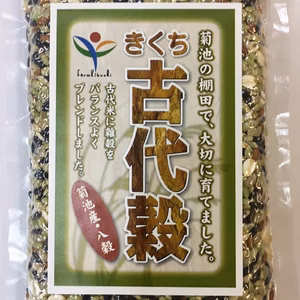 菊池の棚田で、大切に育てました。
きくち
古代穀
古代米に雑穀を
バランスよく
ブレンドしました。
菊池産・八穀